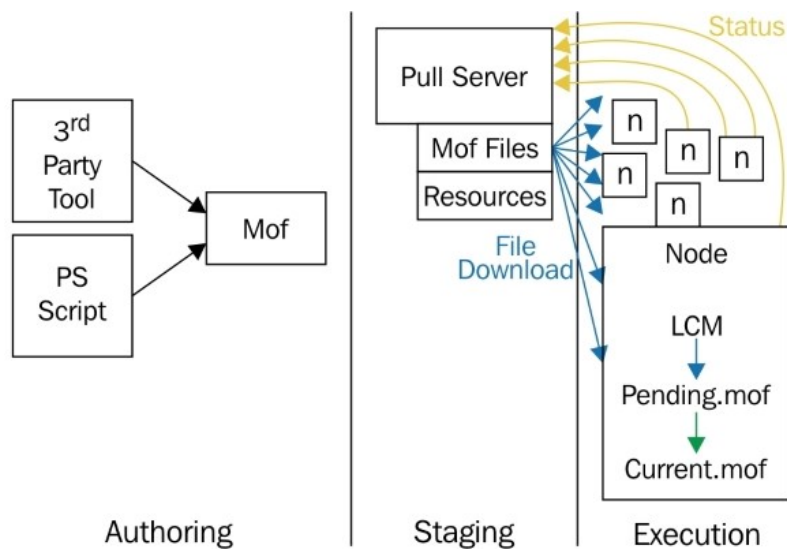 3rd
Party
Tool
PS
Script
Mof
Authoring
Pull Server
Mof Files
Resources
File
Download
Staging
Status
n
n
n
n
n
Node
LCM
Pending.mof
Current.mof
Execution